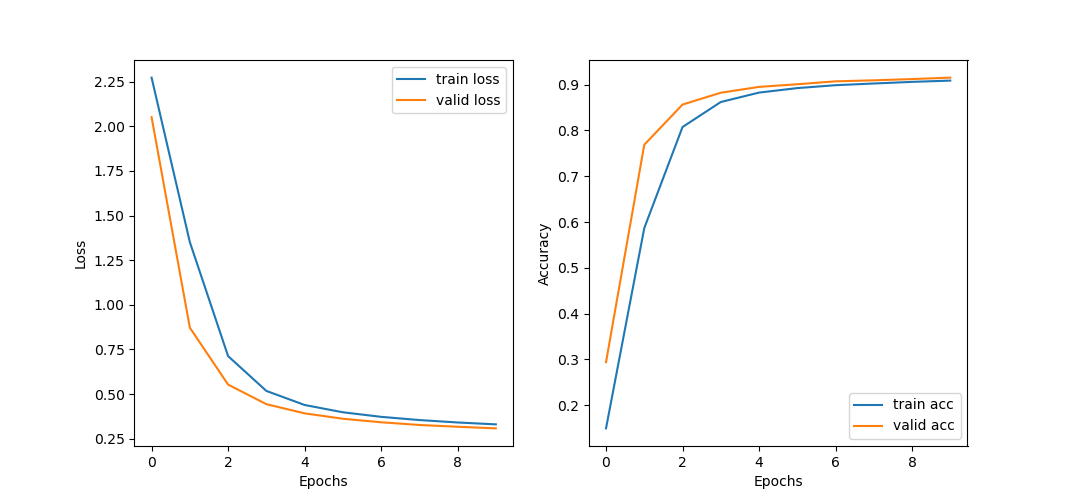 train loss
valid loss
2.25
2.00
1.75
1.50
1.25
1.00
0.75
0.50
0.25
Loss
0 2 4 6 8
Epochs
0.9
0.8
0.7
0.6
0.5
0.4
0.3
0.2
Accuracy
train acc
valid acc
0 2 4 6 8
Epochs